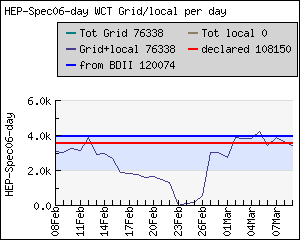 HEP-Spec06-day WCT Grid/local per day
Tot Grid 76338 Tot local 0
Grid+local 76338 declared 108150
from BDII 120074
HEP-Spec06-day
6.0k
4.0k
2.0k
0.0
08Feb 11Feb 14Feb 17Feb 20Feb 23Feb 26Feb 01Mar 04Mar 07Mar